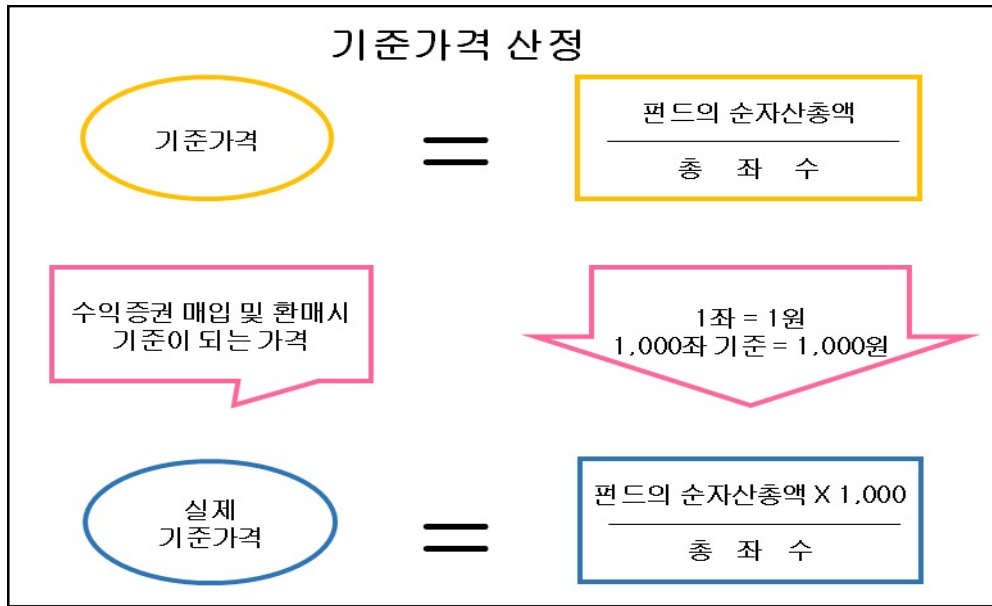 기준가격 산정
기준가격
=
펀드의 순자산총액
총 좌 수
수익증권 매입 및 환매시
기준이 되는 가격
1좌 = 1원
1,000좌 기준 = 1,000원
실제
기준가격
=
펀드의 순자산총액 X 1,000
총 좌 수